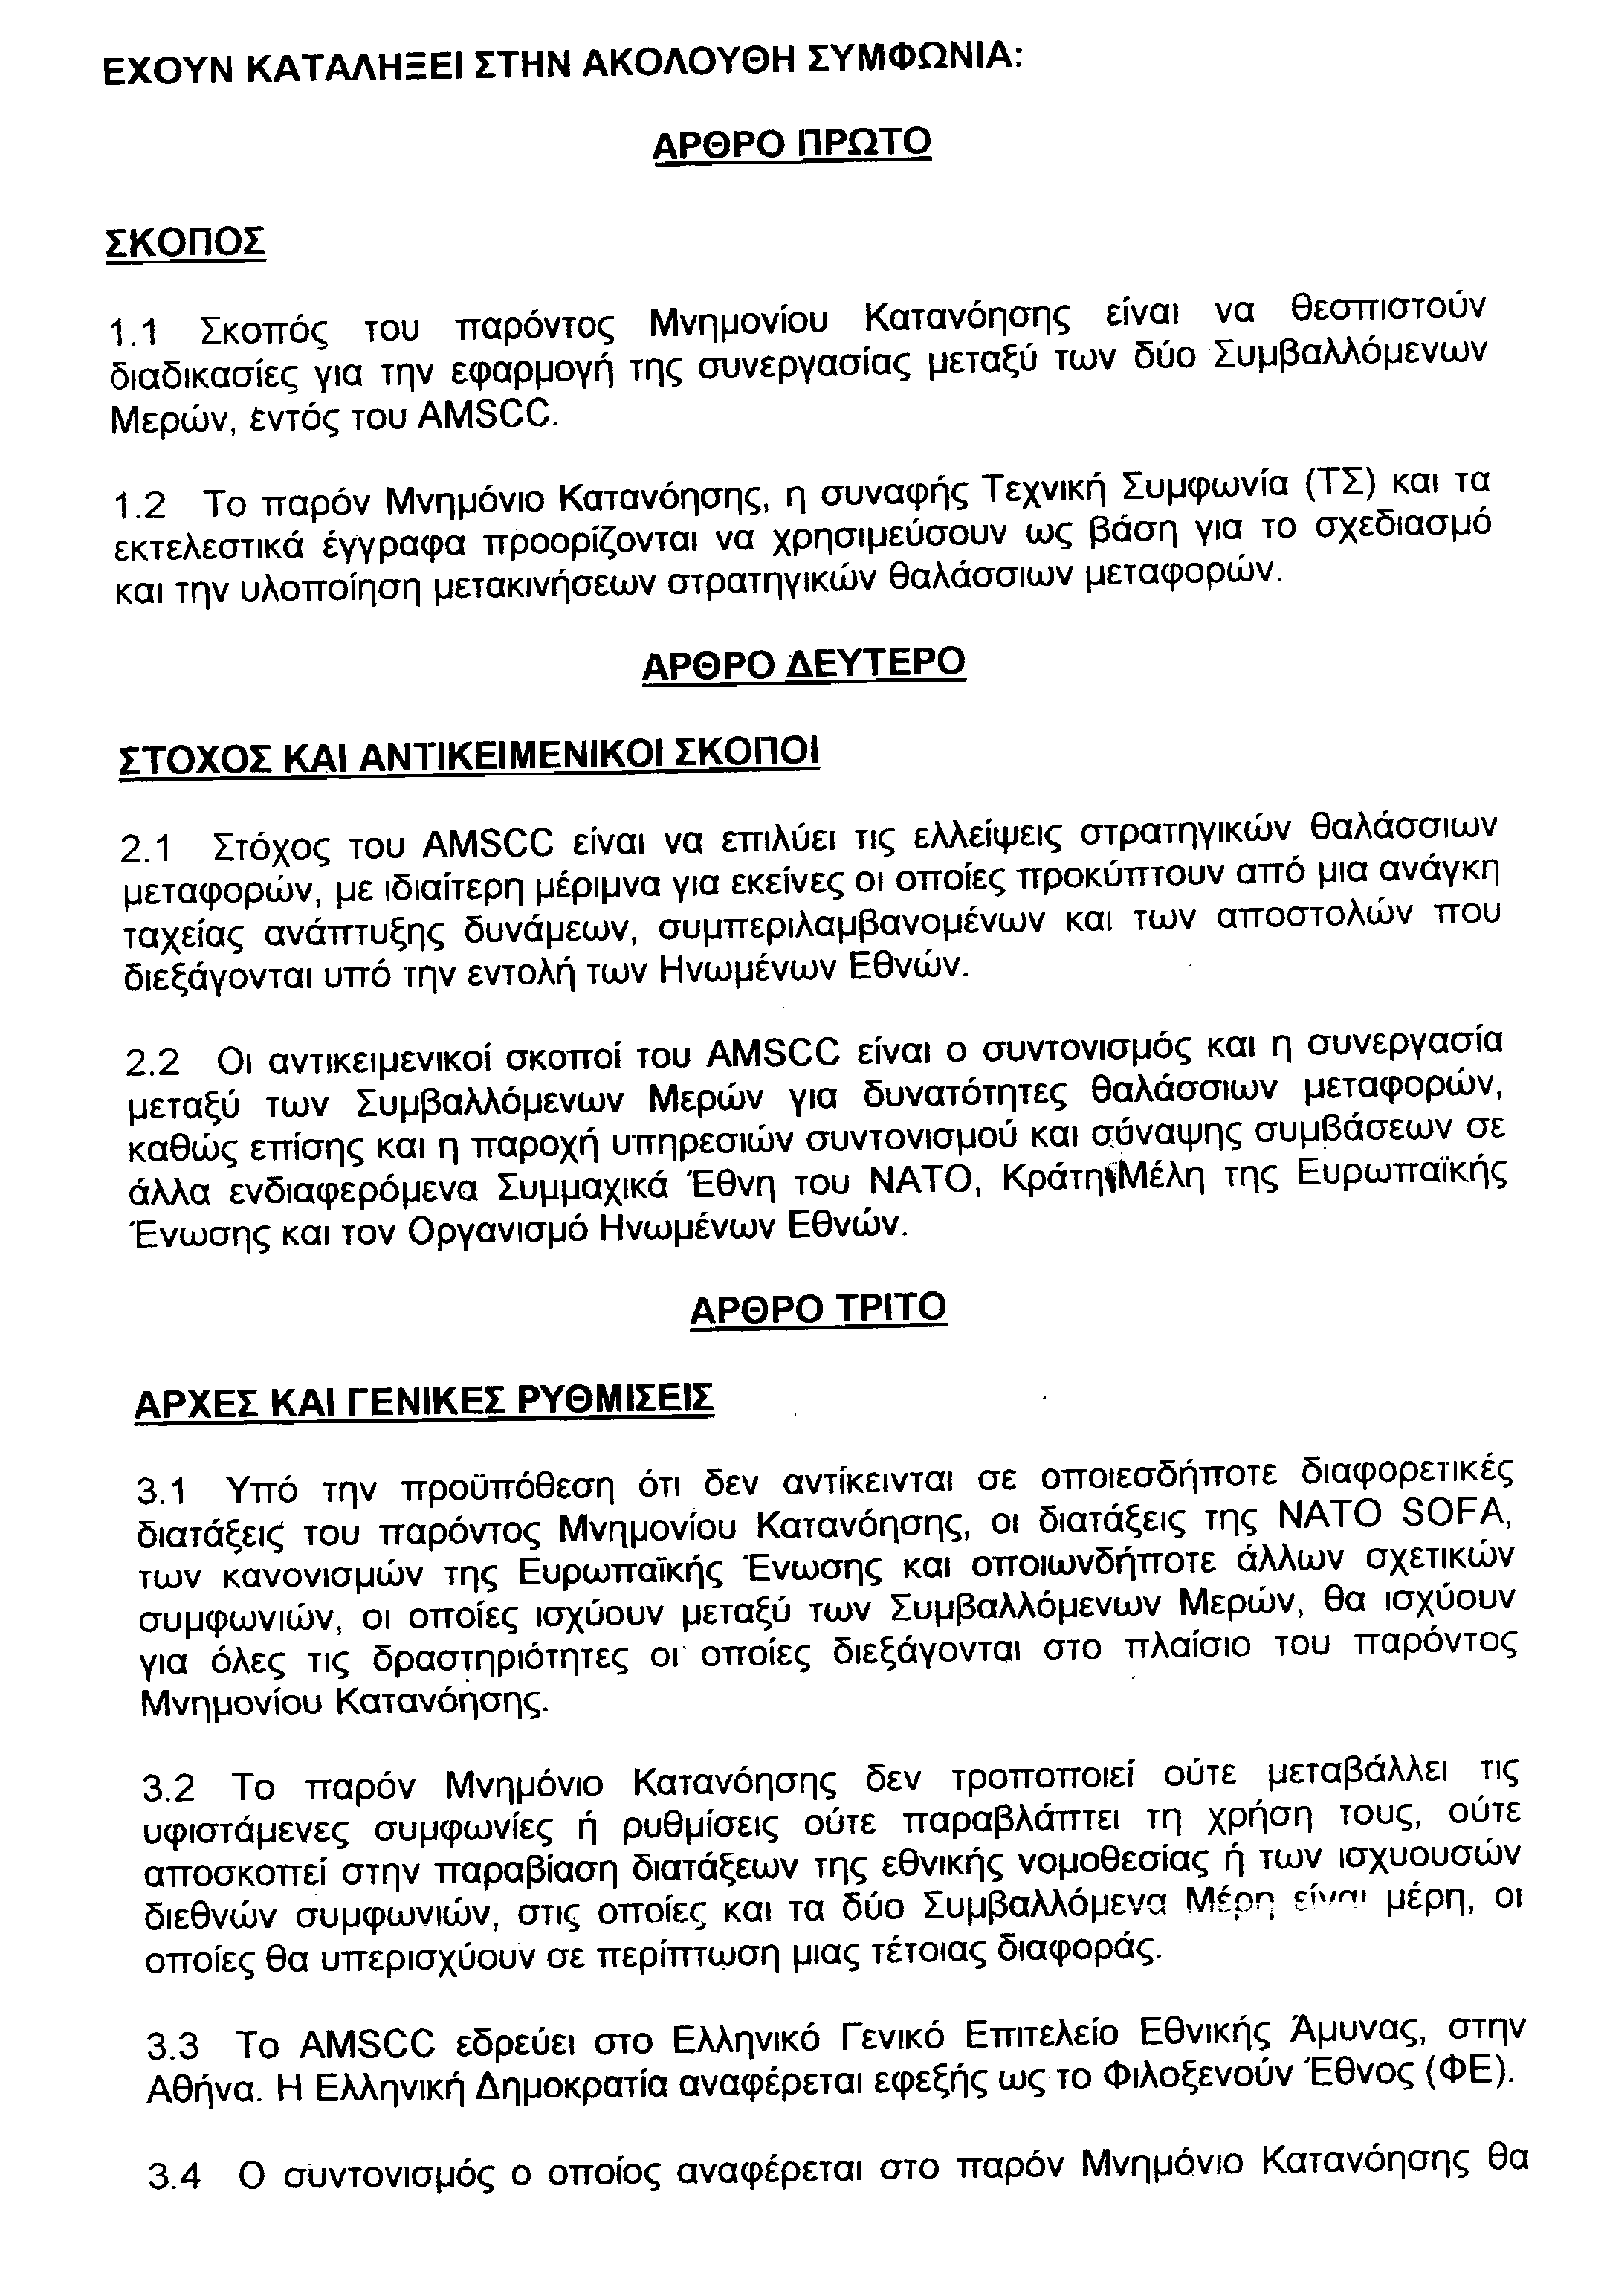 ΕΧΟΥΝ ΚΑΤΑΛΗΞΕΙ ΣΤΗΝ ΑΚΟΛΟΥΘΗ ΣΥΜΦΩΝΙΑ:
ΑΡΘΡΟ ΠΡΩΤΟ
ΣΚΟΠΟΣ
1.1 Σκοπός του παρόντος Μνημονίου Κατανόησης είναι να θεσπιστούν
διαδικασίες για την εφαρμογή της συνεργασίας μεταξύ των δύο Συμβαλλόμενων
Μερών, εντός του AMSCC.
1.2 Το παρόν Μνημόνιο Κατανόησης, η συναφής Τεχνική Συμφωνία (ΤΣ) και τα
εκτελεστικά έγγραφα προορίζονται να χρησιμεύσουν ως βάση για το σχεδιασμό
και την υλοποίηση μετακινήσεων στρατηγικών θαλάσσιων μεταφορών.
ΑΡΘΡΟ ΔΕΥΤΕΡΟ
ΣΤΟΧΟΣ ΚΑΙ ΑΝΤΙΚΕΙΜΕΝΙΚΟΙ ΣΚΟΠΟΙ
2.1 Στόχος του AMSCC είναι να επιλύει τις ελλείψεις στρατηγικών θαλάσσιων
μεταφορών, με ιδιαίτερη μέριμνα για εκείνες οι οποίες προκύπτουν από μια ανάγκη
ταχείας ανάπτυξης δυνάμεων, συμπεριλαμβανομένων και των αποστολών που
διεξάγονται υπό την εντολή των Ηνωμένων Εθνών.
2.2 Οι αντικειμενικοί σκοποί του AMSCC είναι ο συντονισμός και η συνεργασία
μεταξύ των Συμβαλλόμενων Μερών για δυνατότητες θαλάσσιων μεταφορών,
καθώς επίσης και η παροχή υπηρεσιών συντονισμού και σύναψης συμβάσεων σε
άλλα ενδιαφερόμενα Συμμαχικά Έθνη του ΝΑΤΟ, Κράτη Μέλη της Ευρωπαϊκής
Ένωσης και τον Οργανισμό Ηνωμένων Εθνών.
ΑΡΘΡΟ ΤΡΙΤΟ
ΑΡΧΕΣ ΚΑΙ ΓΕΝΙΚΕΣ ΡΥΘΜΙΣΕΙΣ
3.1 Υπό την προϋπόθεση ότι δεν αντίκεινται σε οποιεσδήποτε διαφορετικές
διατάξεις του παρόντος Μνημονίου Κατανόησης, οι διατάξεις της NATO SOFA,
των κανονισμών της Ευρωπαϊκής Ένωσης και οποιωνδήποτε άλλων σχετικών
συμφωνιών, οι οποίες ισχύουν μεταξύ των Συμβαλλόμενων Μερών, θα ισχύουν
για όλες τις δραστηριότητες οι οποίες διεξάγονται στο πλαίσιο του παρόντος
Μνημονίου Κατανόησης.
3.2 Το παρόν Μνημόνιο Κατανόησης δεν τροποποιεί ούτε μεταβάλλει τις
υφιστάμενες συμφωνίες ή ρυθμίσεις ούτε παραβλάπτει τη χρήση τους, ούτε
αποσκοπεί στην παραβίαση διατάξεων της εθνικής νομοθεσίας ή των ισχυουσών
διεθνών συμφωνιών, στις οποίες και τα δύο Συμβαλλόμενα Μέρη είναι μέρη, οι
οποίες θα υπερισχύουν σε περίπτωση μιας τέτοιας διαφοράς.
3.3 Το AMSCC εδρεύει στο Ελληνικό Γενικό Επιτελείο Εθνικής Άμυνας, στην
Αθήνα. Η Ελληνική Δημοκρατία αναφέρεται εφεξής ως το Φιλοξενούν Έθνος (ΦΕ).
3.4 Ο συντονισμός ο οποίος αναφέρεται στο παρόν Μνημόνιο Κατανόησης θα